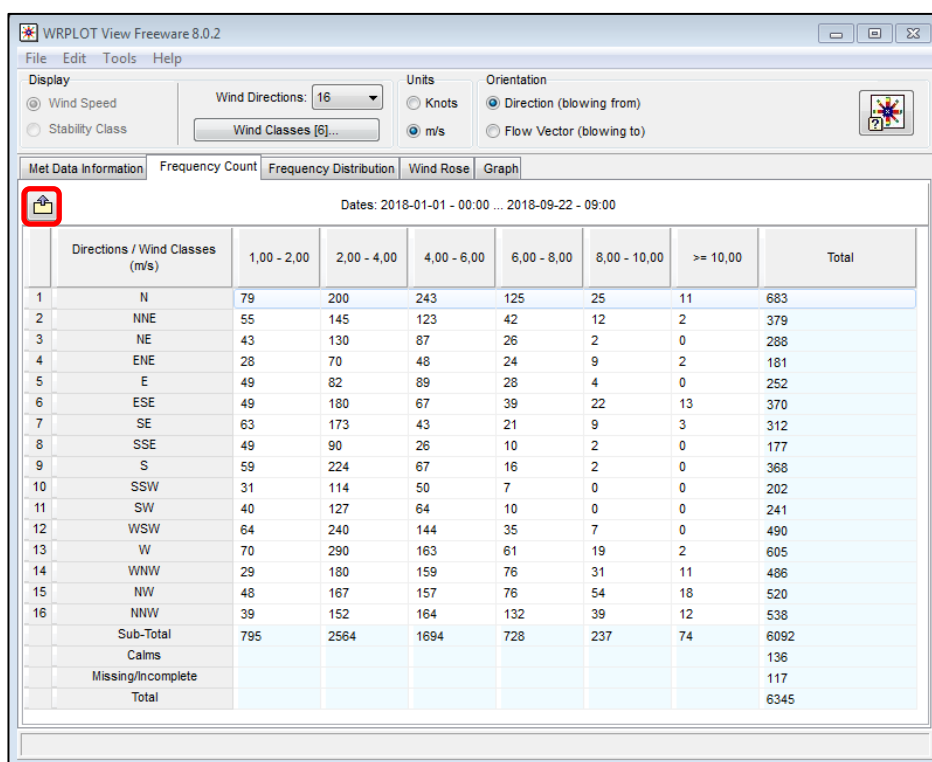 WRPLOT View Freeware 8.0.2
File Edit Tools Help
Display Units Orientation
Wind Speed Wind Directions: 16 Knots Direction (blowing from)
Stability Class Wind Classes [6]... m/s Flow Vector (blowing to)
Met Data Information Frequency Count Frequency Distribution Wind Rose Graph
Dates: 2018-01-01 - 00:00 ... 2018-09-22 - 09:00
Directions / Wind Classes (m/s) 1,00 - 2,00 2,00 - 4,00 4,00 - 6,00 6,00 - 8,00 8,00 - 10,00 >= 10,00 Total
1 N 79 200 243 125 25 11 683
2 NNE 55 145 123 42 12 2 379
3 NE 43 130 87 26 2 0 288
4 ENE 28 70 48 24 9 2 181
5 E 49 82 89 28 4 0 252
6 ESE 49 180 67 39 22 13 370
7 SE 63 173 43 21 9 3 312
8 SSE 49 90 26 10 2 0 177
9 S 59 224 67 16 2 0 368
10 SSW 31 114 50 7 0 0 202
11 SW 40 127 64 10 0 0 241
12 WSW 64 240 144 35 7 0 490
13 W 70 290 163 61 19 2 605
14 WNW 29 180 159 76 31 11 486
15 NW 48 167 157 76 54 18 520
16 NNW 39 152 164 132 39 12 538
Sub-Total 795 2564 1694 728 237 74 6092
Calms 136
Missing/Incomplete 117
Total 6345